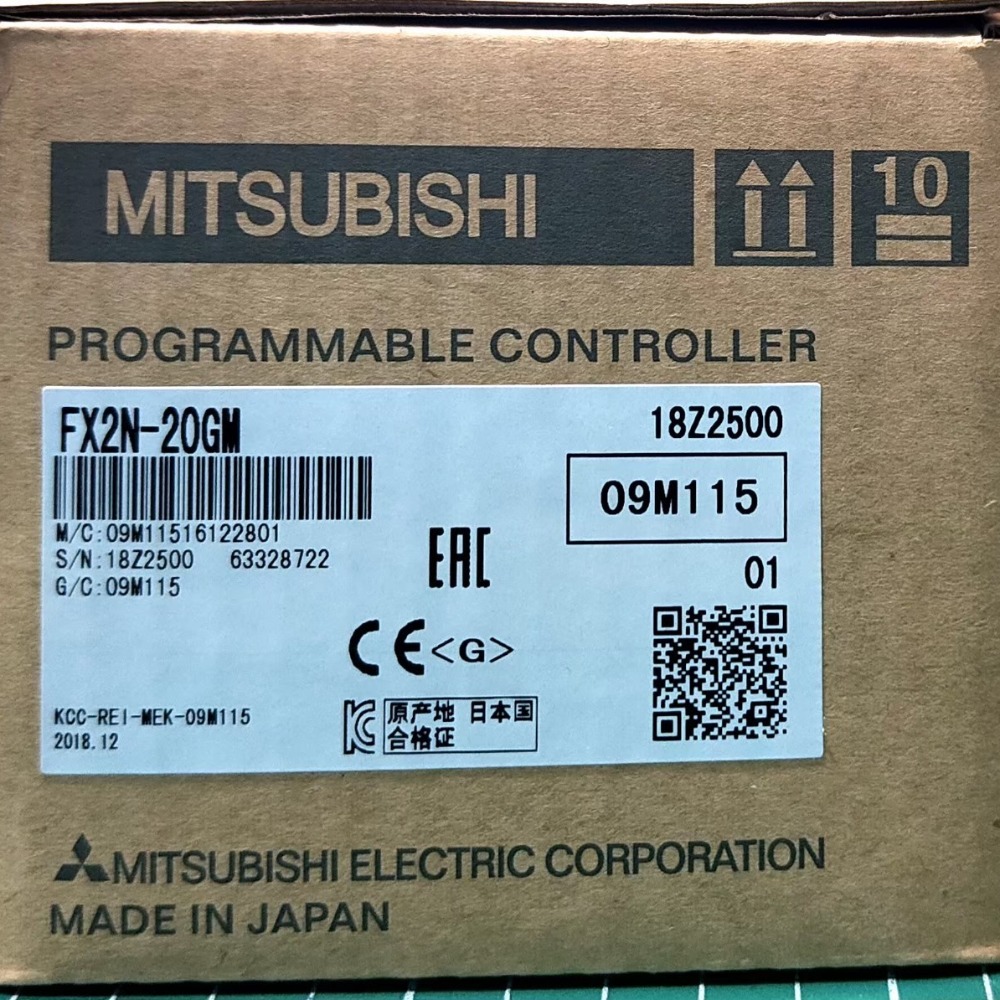 MITSUBISHI
10
PROGRAMMABLE CONTROLLER
FX2N-20GM
18Z2500
09M115
M/C:09M11516122801
S/N:18Z2500 63328722
G/C:09M115
EAC
01
CE<G>
KCC-REI-MEK-09M115
2018.12
KC
原产地 日本国
合格证
MITSUBISHI ELECTRIC CORPORATION
MADE IN JAPAN